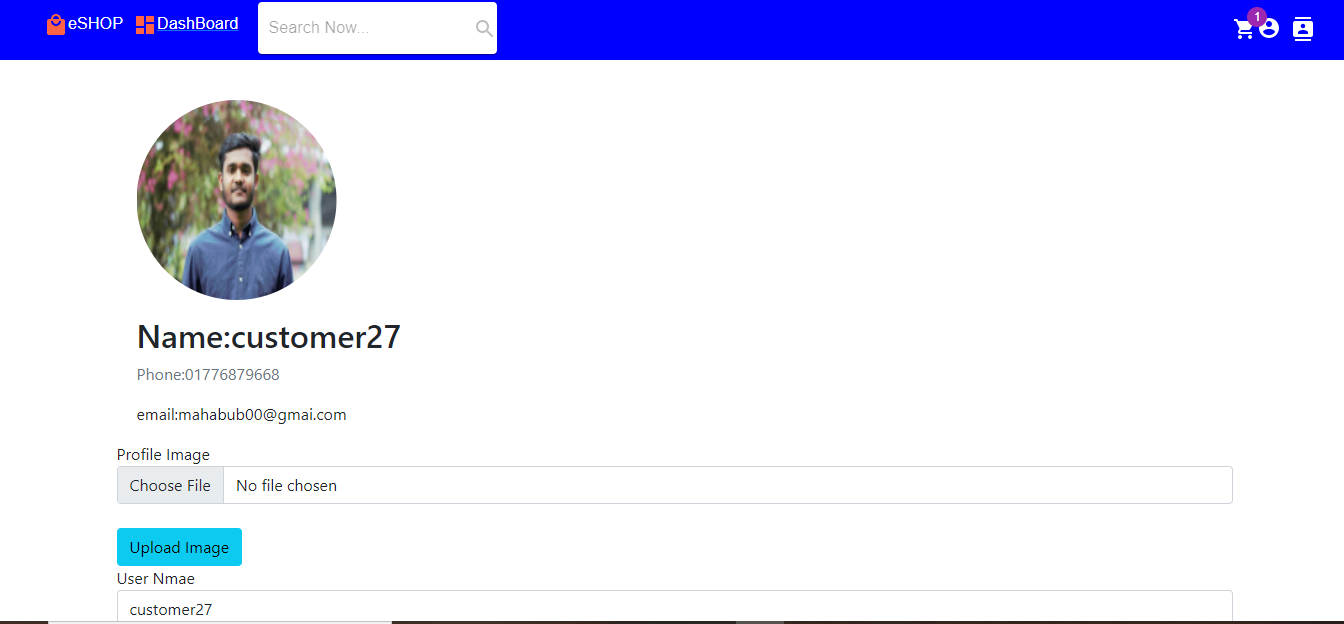 eSHOP DashBoard Search Now... 1
Name:customer27
Phone:01776879668
email:mahabub00@gmai.com
Profile Image
Choose File No file chosen
Upload Image
User Nmae
customer27